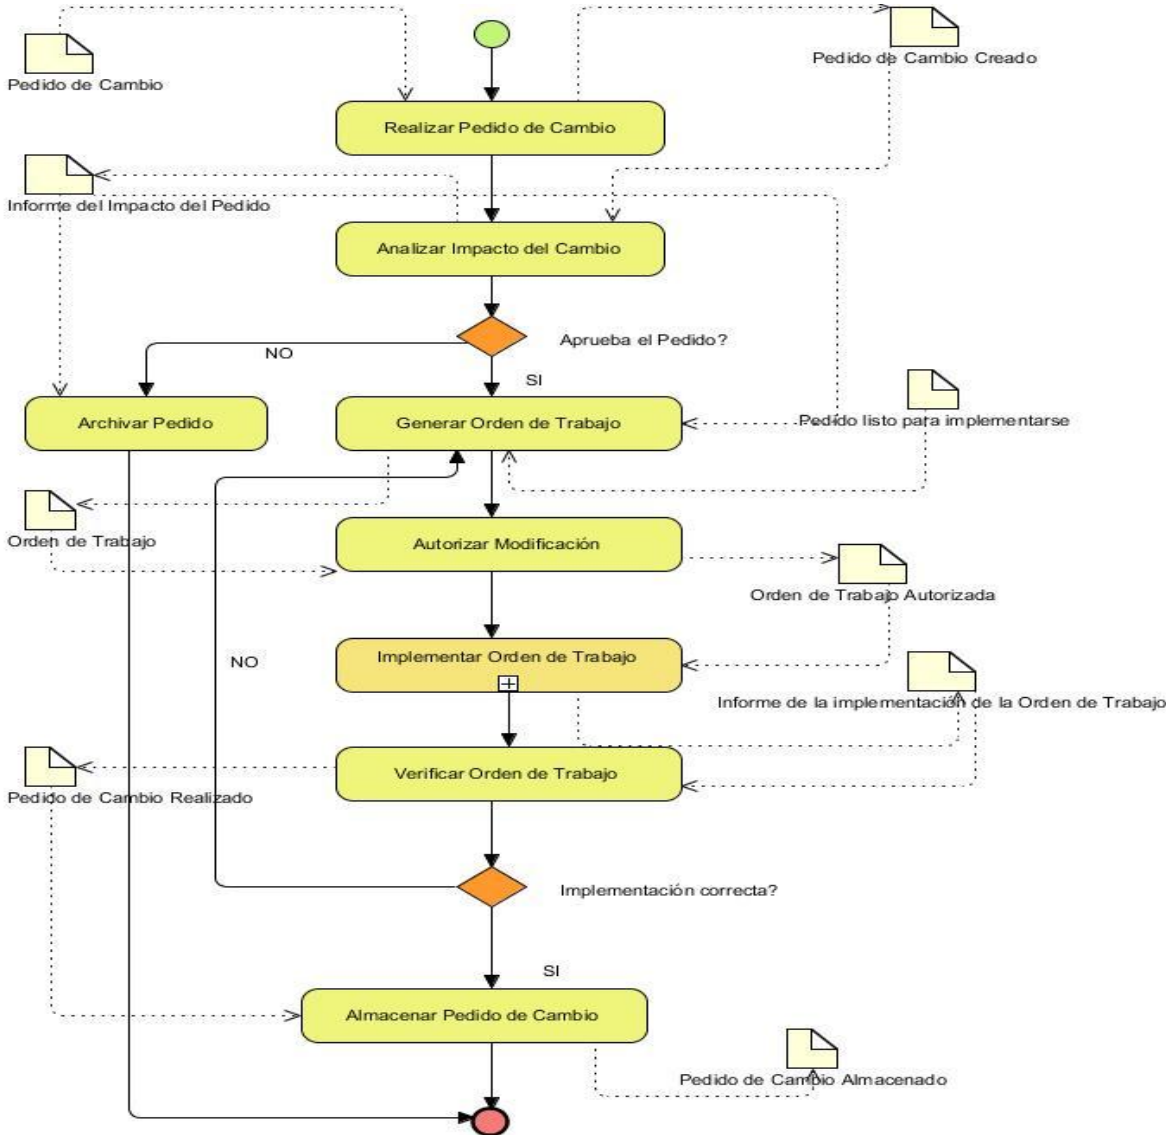 Pedido de Cambio
Pedido de Cambio Creado
Realizar Pedido de Cambio
Informe del Impacto del Pedido
Analizar Impacto del Cambio
Aprueba el Pedido?
NO
SI
Archivar Pedido
Generar Orden de Trabajo
Pedido listo para implementarse
Orden de Trabajo
Autorizar Modificación
Orden de Trabajo Autorizada
NO
Implementar Orden de Trabajo
Informe de la implementación de la Orden de Trabajo
Verificar Orden de Trabajo
Pedido de Cambio Realizado
Implementación correcta?
SI
Almacenar Pedido de Cambio
Pedido de Cambio Almacenado